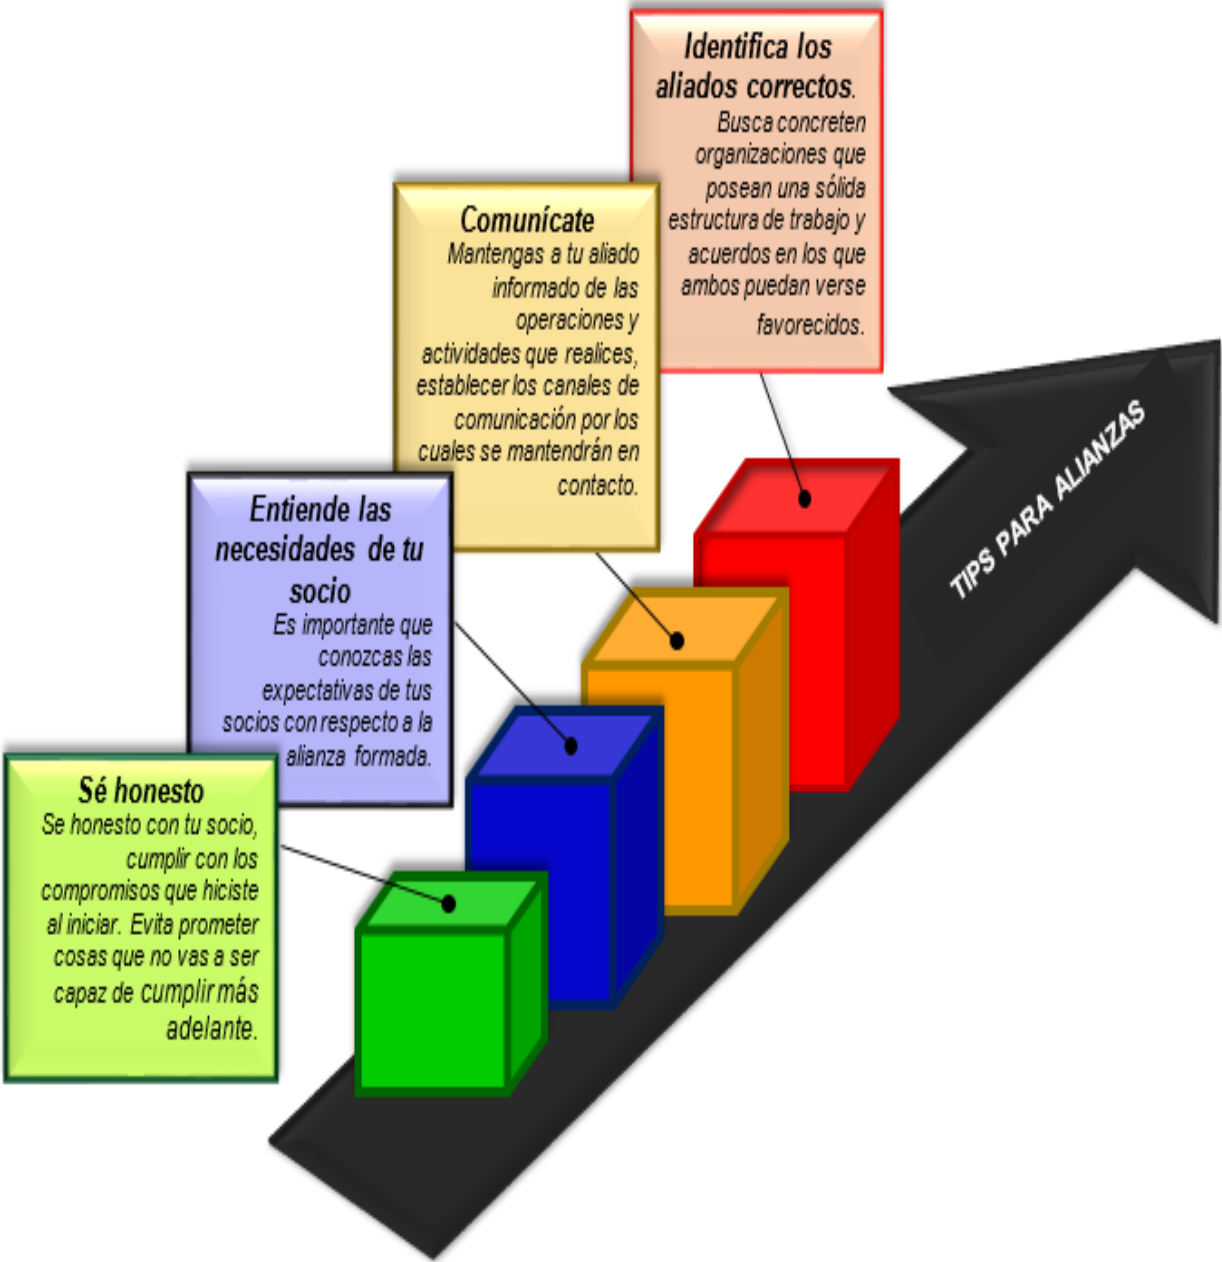 Identifica los
aliados correctos.
Busca concreten
organizaciones que
posean una sólida
estructura de trabajo y
acuerdos en los que
ambos puedan verse
favorecidos.
Comunícate
Mantengas a tu aliado
informado de las
operaciones y
actividades que realices,
establecer los canales de
comunicación por los
cuales se mantendrán en
contacto.
Entiende las
necesidades de tu
socio
Es importante que
conozcas las
expectativas de tus
socios con respecto a la
alianza formada.
Sé honesto
Se honesto con tu socio,
cumplir con los
compromisos que hiciste
al iniciar. Evita prometer
cosas que no vas a ser
capaz de cumplir más
adelante.
TIPS PARA ALIANZAS